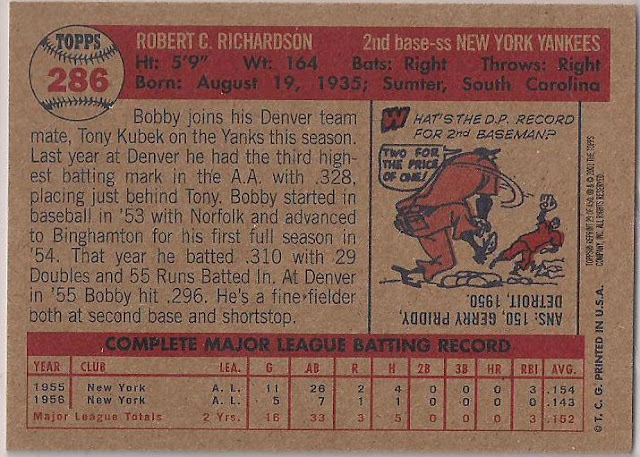 TOPPS
286
ROBERT C. RICHARDSON 2nd base-ss NEW YORK YANKEES
Ht: 5'9" Wt: 164 Bats: Right Throws: Right
Born: August 19, 1935; Sumter, South Carolina
Bobby joins his Denver team
mate, Tony Kubek on the Yanks this season.
Last year at Denver he had the third high-
est batting mark in the A.A. with .328,
placing just behind Tony. Bobby started in
baseball in '53 with Norfolk and advanced
to Binghamton for his first full season in
'54. That year he batted .310 with 29
Doubles and 55 Runs Batted In. At Denver
in '55 Bobby hit .296. He's a fine fielder
both at second base and shortstop.
WHAT'S THE D.P. RECORD
FOR 2nd BASEMAN?
TWO FOR
THE PRICE
OF ONE!
ANS: 150, GERRY PRIDDY,
DETROIT, 1950.
COMPANY, INC. ALL RIGHTS RESERVED.
© T. C. G. PRINTED IN U.S.A.
COMPLETE MAJOR LEAGUE BATTING RECORD
YEAR CLUB LEA. G AB R H 2B 3B HR RBI AVG.
1955 New York A. L. 11 26 2 4 0 0 0 3 .154
1956 New York A. L. 5 7 1 1 0 0 0 0 .143
Major League Totals 2 Yrs. 16 33 3 5 0 0 0 3 .152